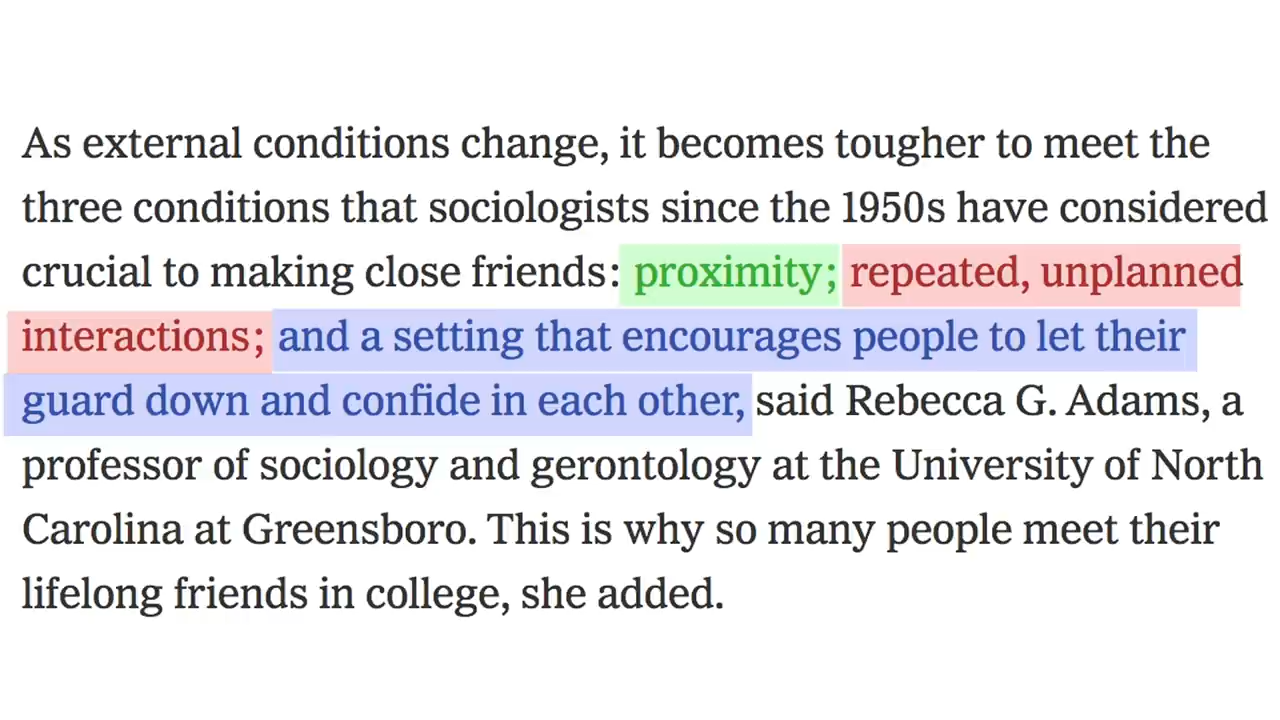 As external conditions change, it becomes tougher to meet the
three conditions that sociologists since the 1950s have considered
crucial to making close friends: proximity; repeated, unplanned
interactions; and a setting that encourages people to let their
guard down and confide in each other, said Rebecca G. Adams, a
professor of sociology and gerontology at the University of North
Carolina at Greensboro. This is why so many people meet their
lifelong friends in college, she added.